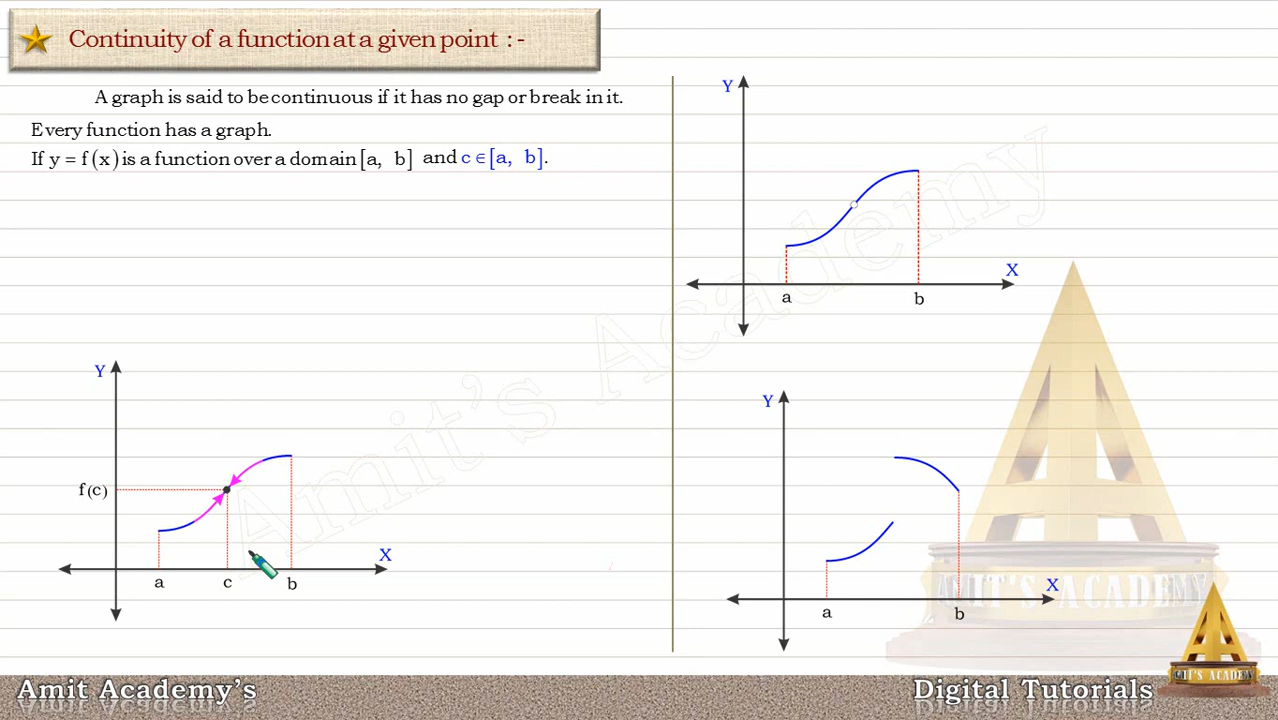 Continuity of a function at a given point : -
A graph is said to be continuous if it has no gap or break in it.
Every function has a graph.
If y = f (x) is a function over a domain [a, b] and c ∈ [a, b].
Y
X
a b
Y
f (c)
X
a c b
Y
X
a b
Amit's Academy
AMIT'S ACADEMY
Amit Academy's
Digital Tutorials